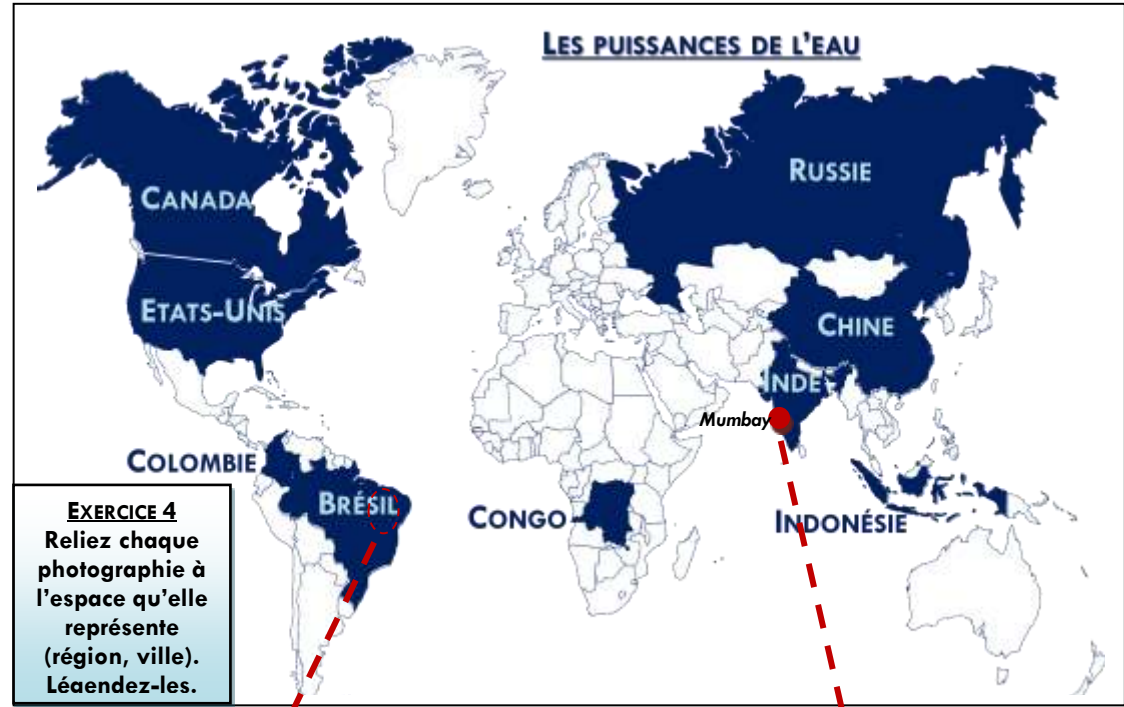 LES PUISSANCES DE L'EAU
CANADA
RUSSIE
ETATS-UNIS
CHINE
INDE
Mumbay
COLOMBIE
BRÉSIL
CONGO
INDONÉSIE
EXERCICE 4
Reliez chaque
photographie à
l'espace qu'elle
représente
(région, ville).
Légendez-les.